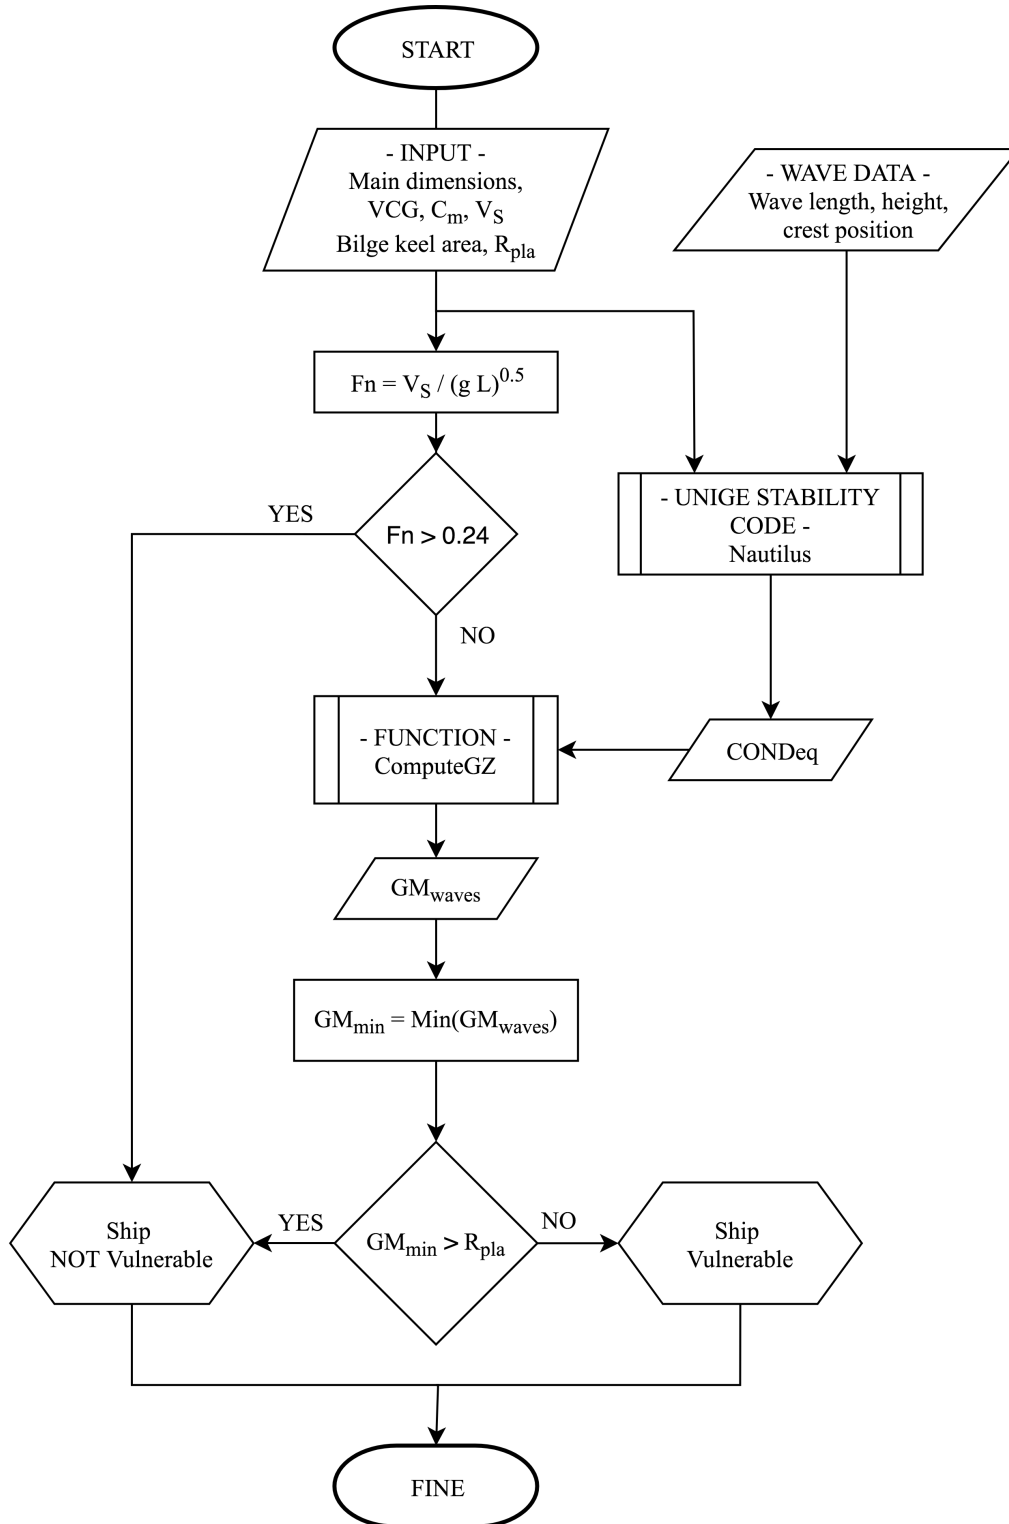 START
- INPUT -
Main dimensions,
VCG, Cm, VS
Bilge keel area, Rpla
- WAVE DATA -
Wave length, height,
crest position
Fn = VS / (g L)^0.5
YES
Fn > 0.24
- UNIGE STABILITY
CODE -
Nautilus
NO
- FUNCTION -
ComputeGZ
CONDeq
GMwaves
GMmin = Min(GMwaves)
Ship
NOT Vulnerable
YES
GMmin > Rpla
NO
Ship
Vulnerable
FINE